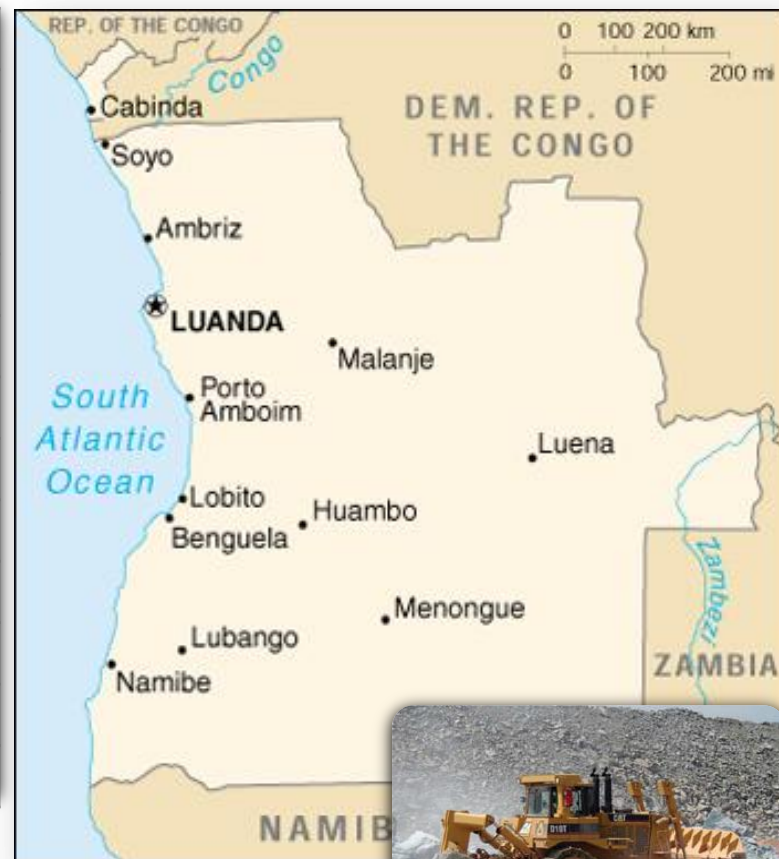 REP. OF THE CONGO
0 100 200 km
0 100 200 mi
Congo
Cabinda
DEM. REP. OF
THE CONGO
Soyo
Ambriz
LUANDA
Malanje
Porto
Amboim
South
Atlantic
Ocean
Luena
Lobito
Huambo
Benguela
Zambezi
Menongue
Lubango
ZAMBIA
Namibe
D10T
CAT
NAMIB